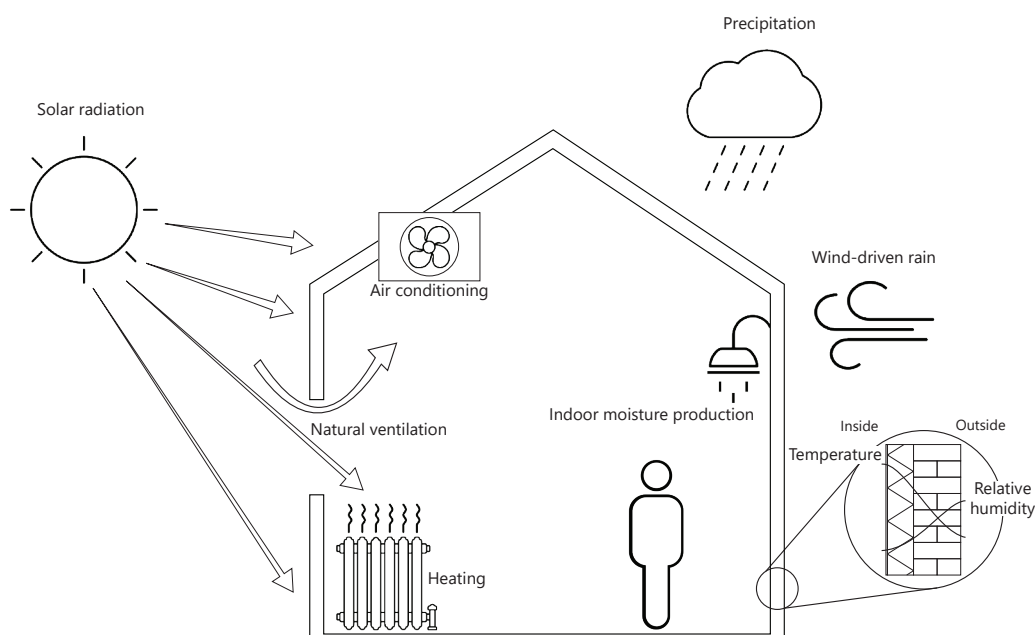 Precipitation
Solar radiation
Wind-driven rain
Air conditioning
Indoor moisture production
Natural ventilation
Inside
Outside
Temperature
Relative
humidity
Heating